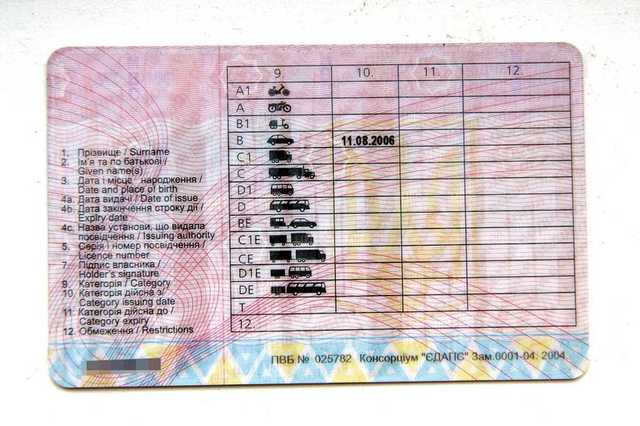 1. Прізвище / Surname
2. Ім'я та по батькові /
Given name(s)
3. Дата і місце народження /
Date and place of birth
4a. Дата видачі / Date of issue
4b. Дата закінчення строку дії /
Expiry date
4c. Назва установи, що видала
посвідчення / Issuing authority
5. Серія і номер посвідчення /
Licence number
7. Підпис власника /
Holder's signature
9. Категорія / Category
10. Категорія дійсна з /
Category issuing date
11. Категорія дійсна до /
Category expiry
12. Обмеження / Restrictions
9. 10. 11. 12.
A1
A
B1
B 11.08.2006
C1
C
D1
D
BE
C1E
CE
D1E
DE
T
12.
ПВБ № 025782 Консорціум "ЄДАПС" Зам.0001-04. 2004.